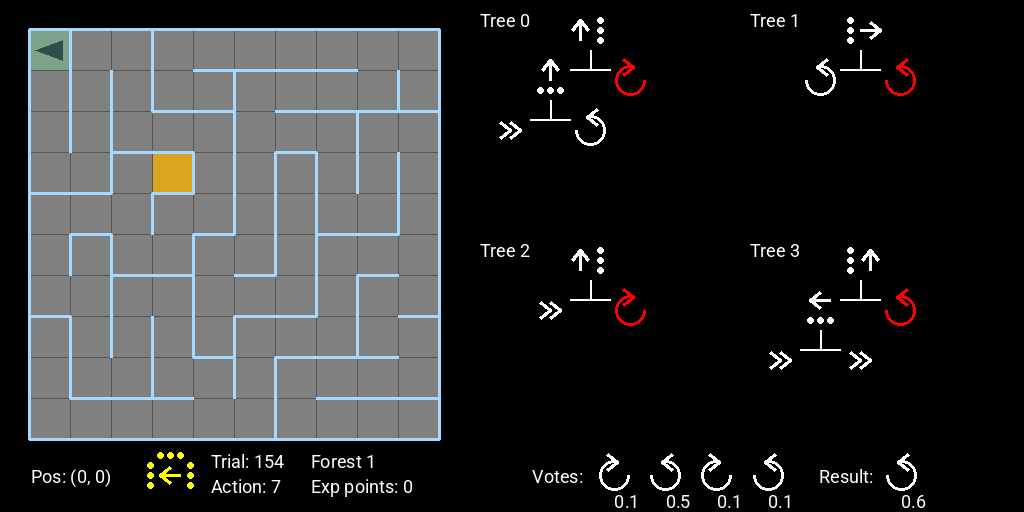 Tree 0
Tree 1
Tree 2
Tree 3
Pos: (0, 0)
Trial: 154
Forest 1
Action: 7
Exp points: 0
Votes:
0.1
0.5
0.1
0.1
Result:
0.6